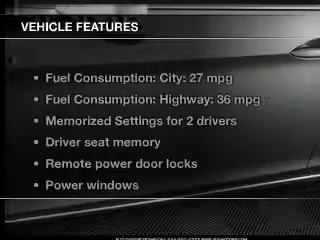 VEHICLE FEATURES
• Fuel Consumption: City: 27 mpg
• Fuel Consumption: Highway: 36 mpg
• Memorized Settings for 2 drivers
• Driver seat memory
• Remote power door locks
• Power windows